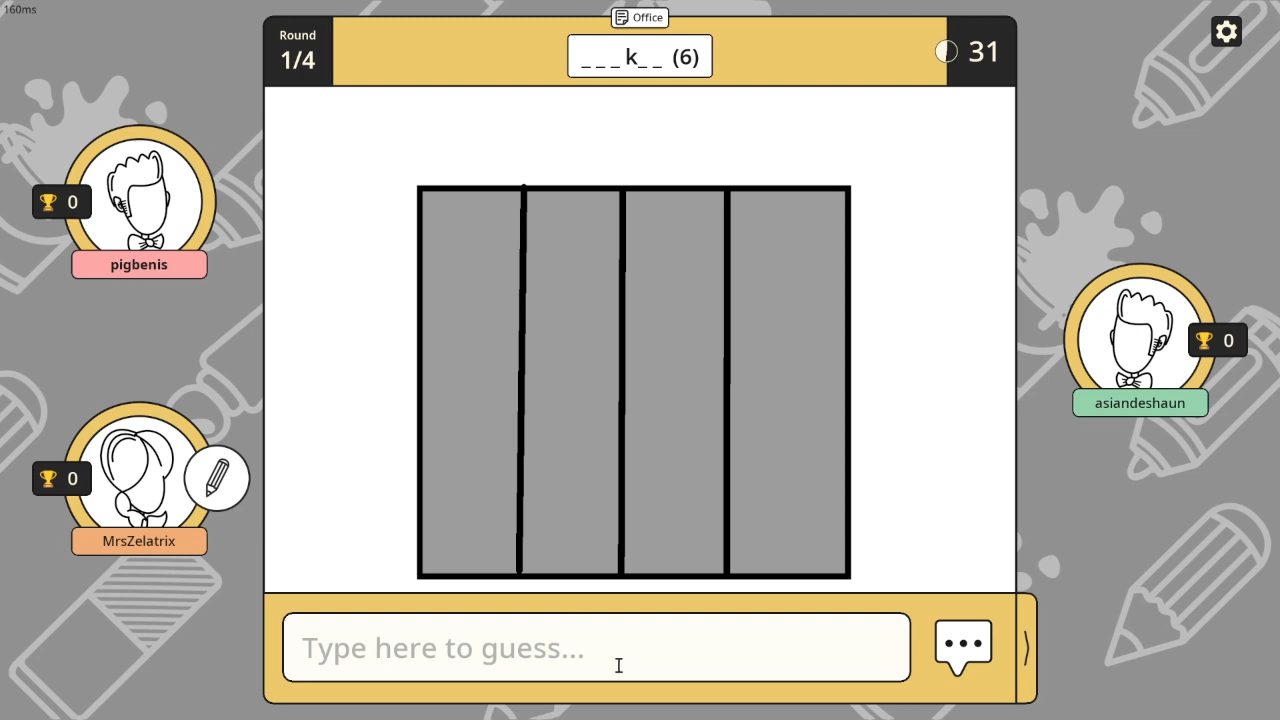 160ms
Office
Round
1/4
_ _ _ k _ _ (6)
31
0
pigbenis
0
asiandeshaun
0
MrsZelatrix
Type here to guess...